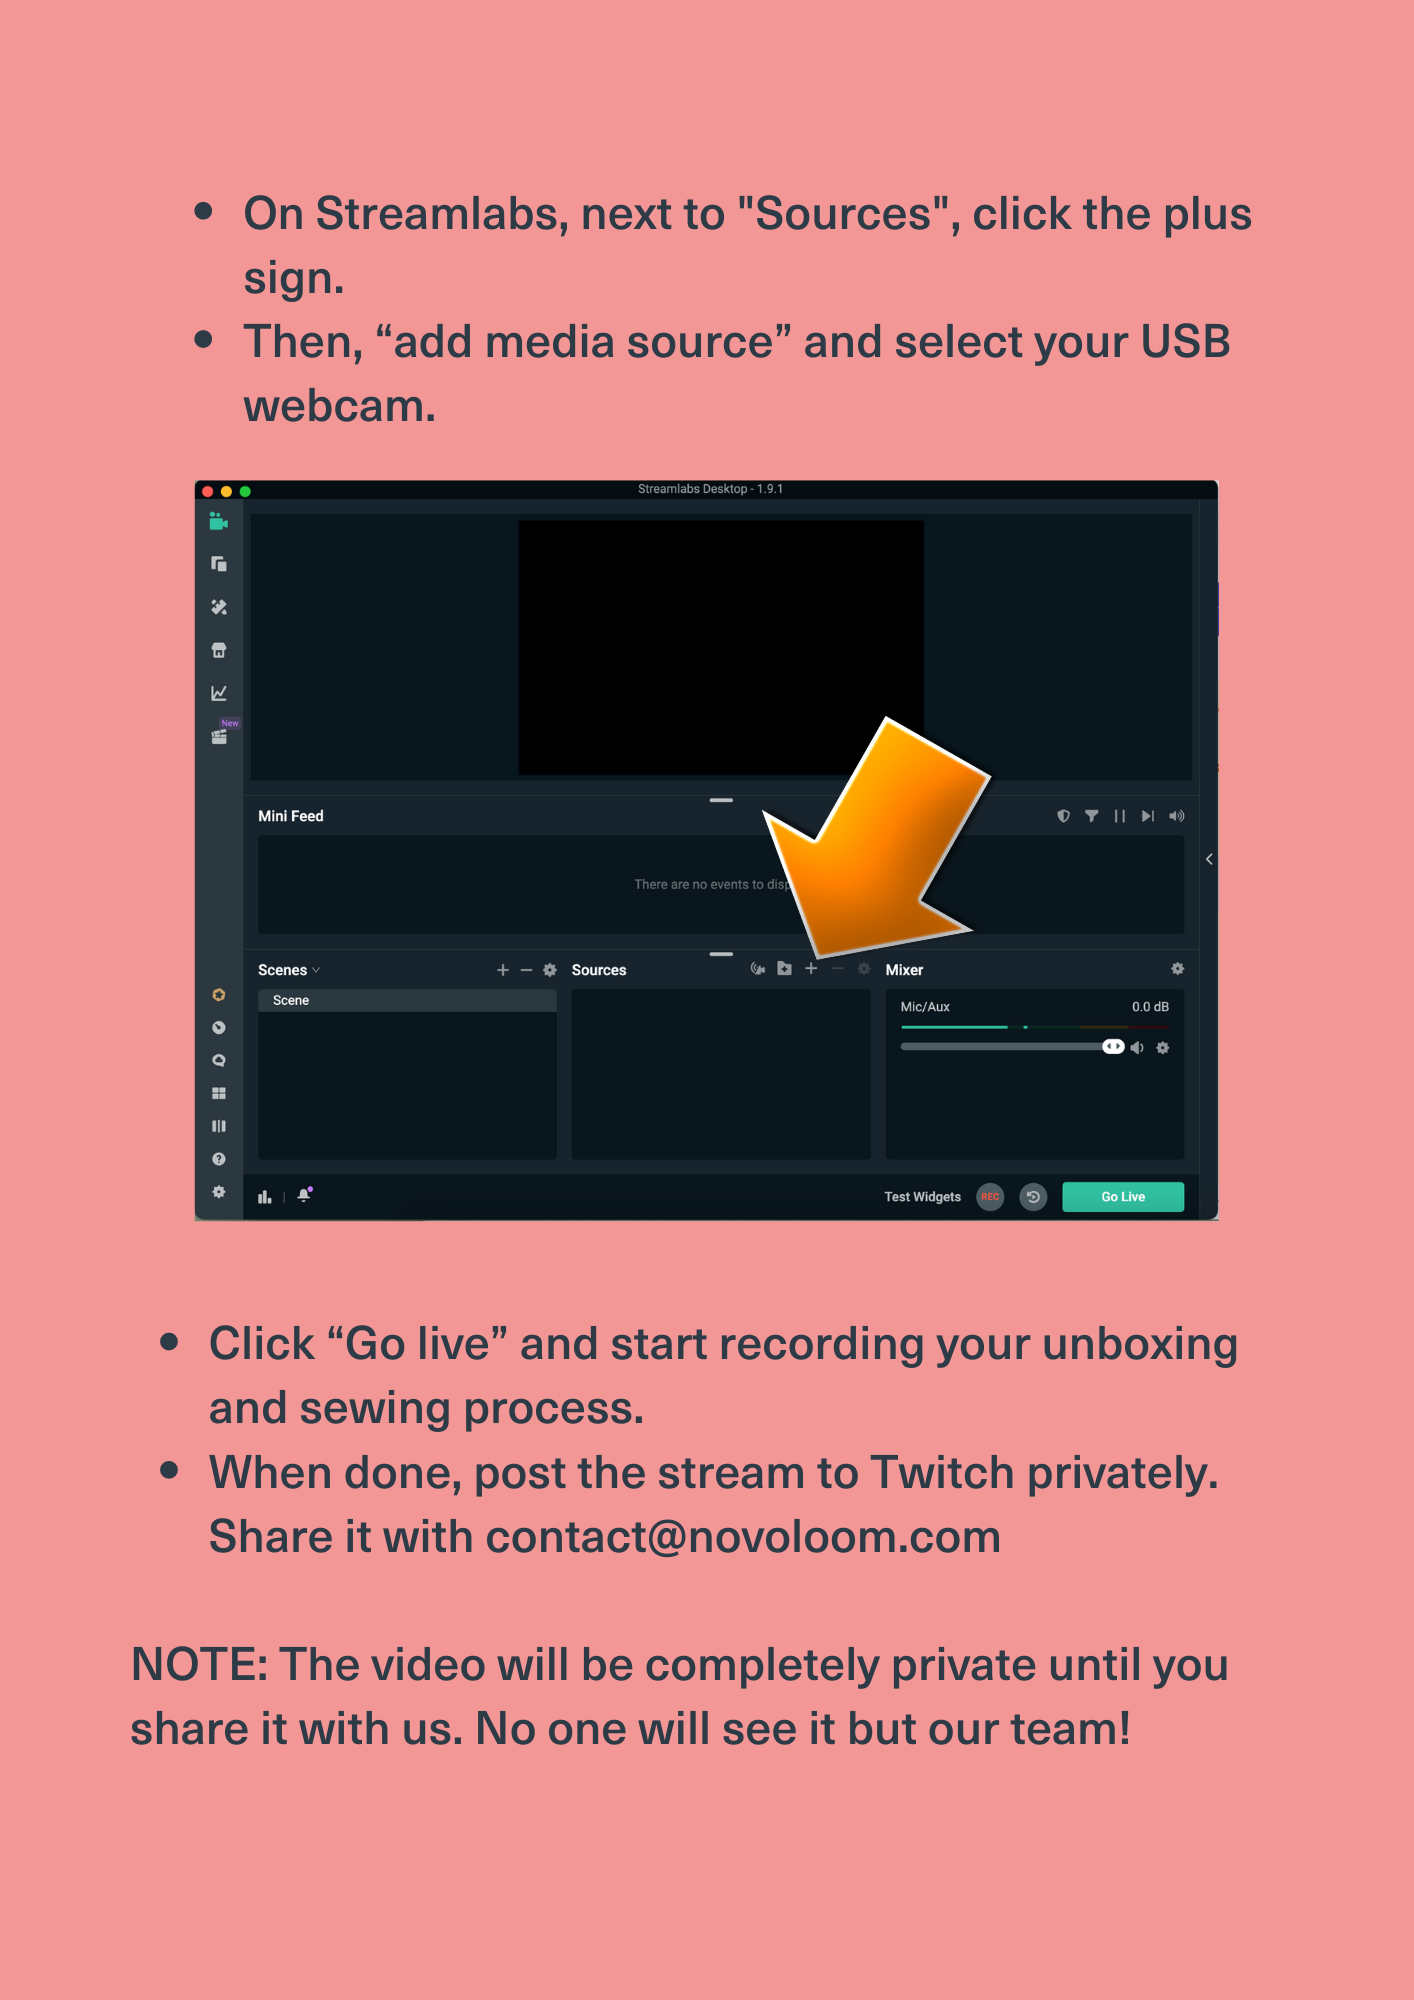 • On Streamlabs, next to "Sources", click the plus
sign.
• Then, “add media source” and select your USB
webcam.
Streamlabs Desktop - 1.9.1
New
Mini Feed
There are no events to
Scenes
Sources
Mixer
Scene
Mic/Aux
0.0 dB
Test Widgets
REC
Go Live
• Click “Go live” and start recording your unboxing
and sewing process.
• When done, post the stream to Twitch privately.
Share it with contact@novoloom.com
NOTE: The video will be completely private until you
share it with us. No one will see it but our team!